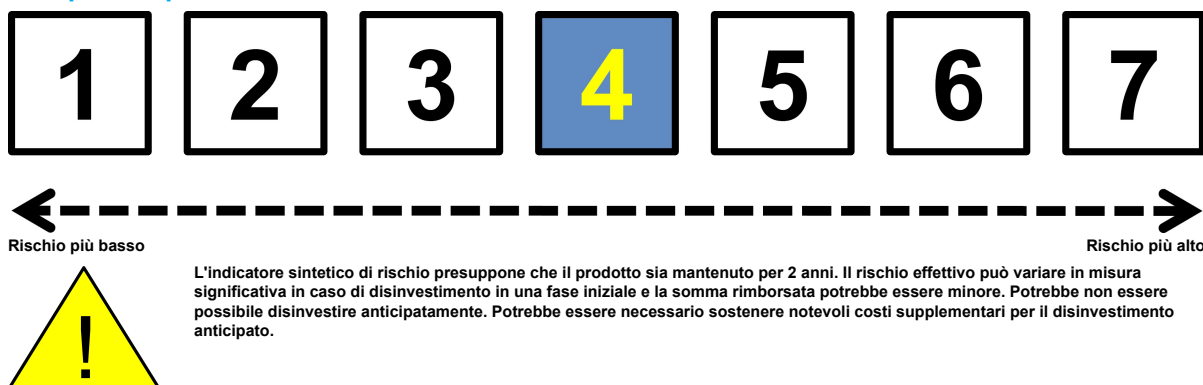 1 2 3 4 5 6 7
Rischio più basso Rischio più alto
L'indicatore sintetico di rischio presuppone che il prodotto sia mantenuto per 2 anni. Il rischio effettivo può variare in misura
significativa in caso di disinvestimento in una fase iniziale e la somma rimborsata potrebbe essere minore. Potrebbe non essere
possibile disinvestire anticipatamente. Potrebbe essere necessario sostenere notevoli costi supplementari per il disinvestimento
anticipato.
!